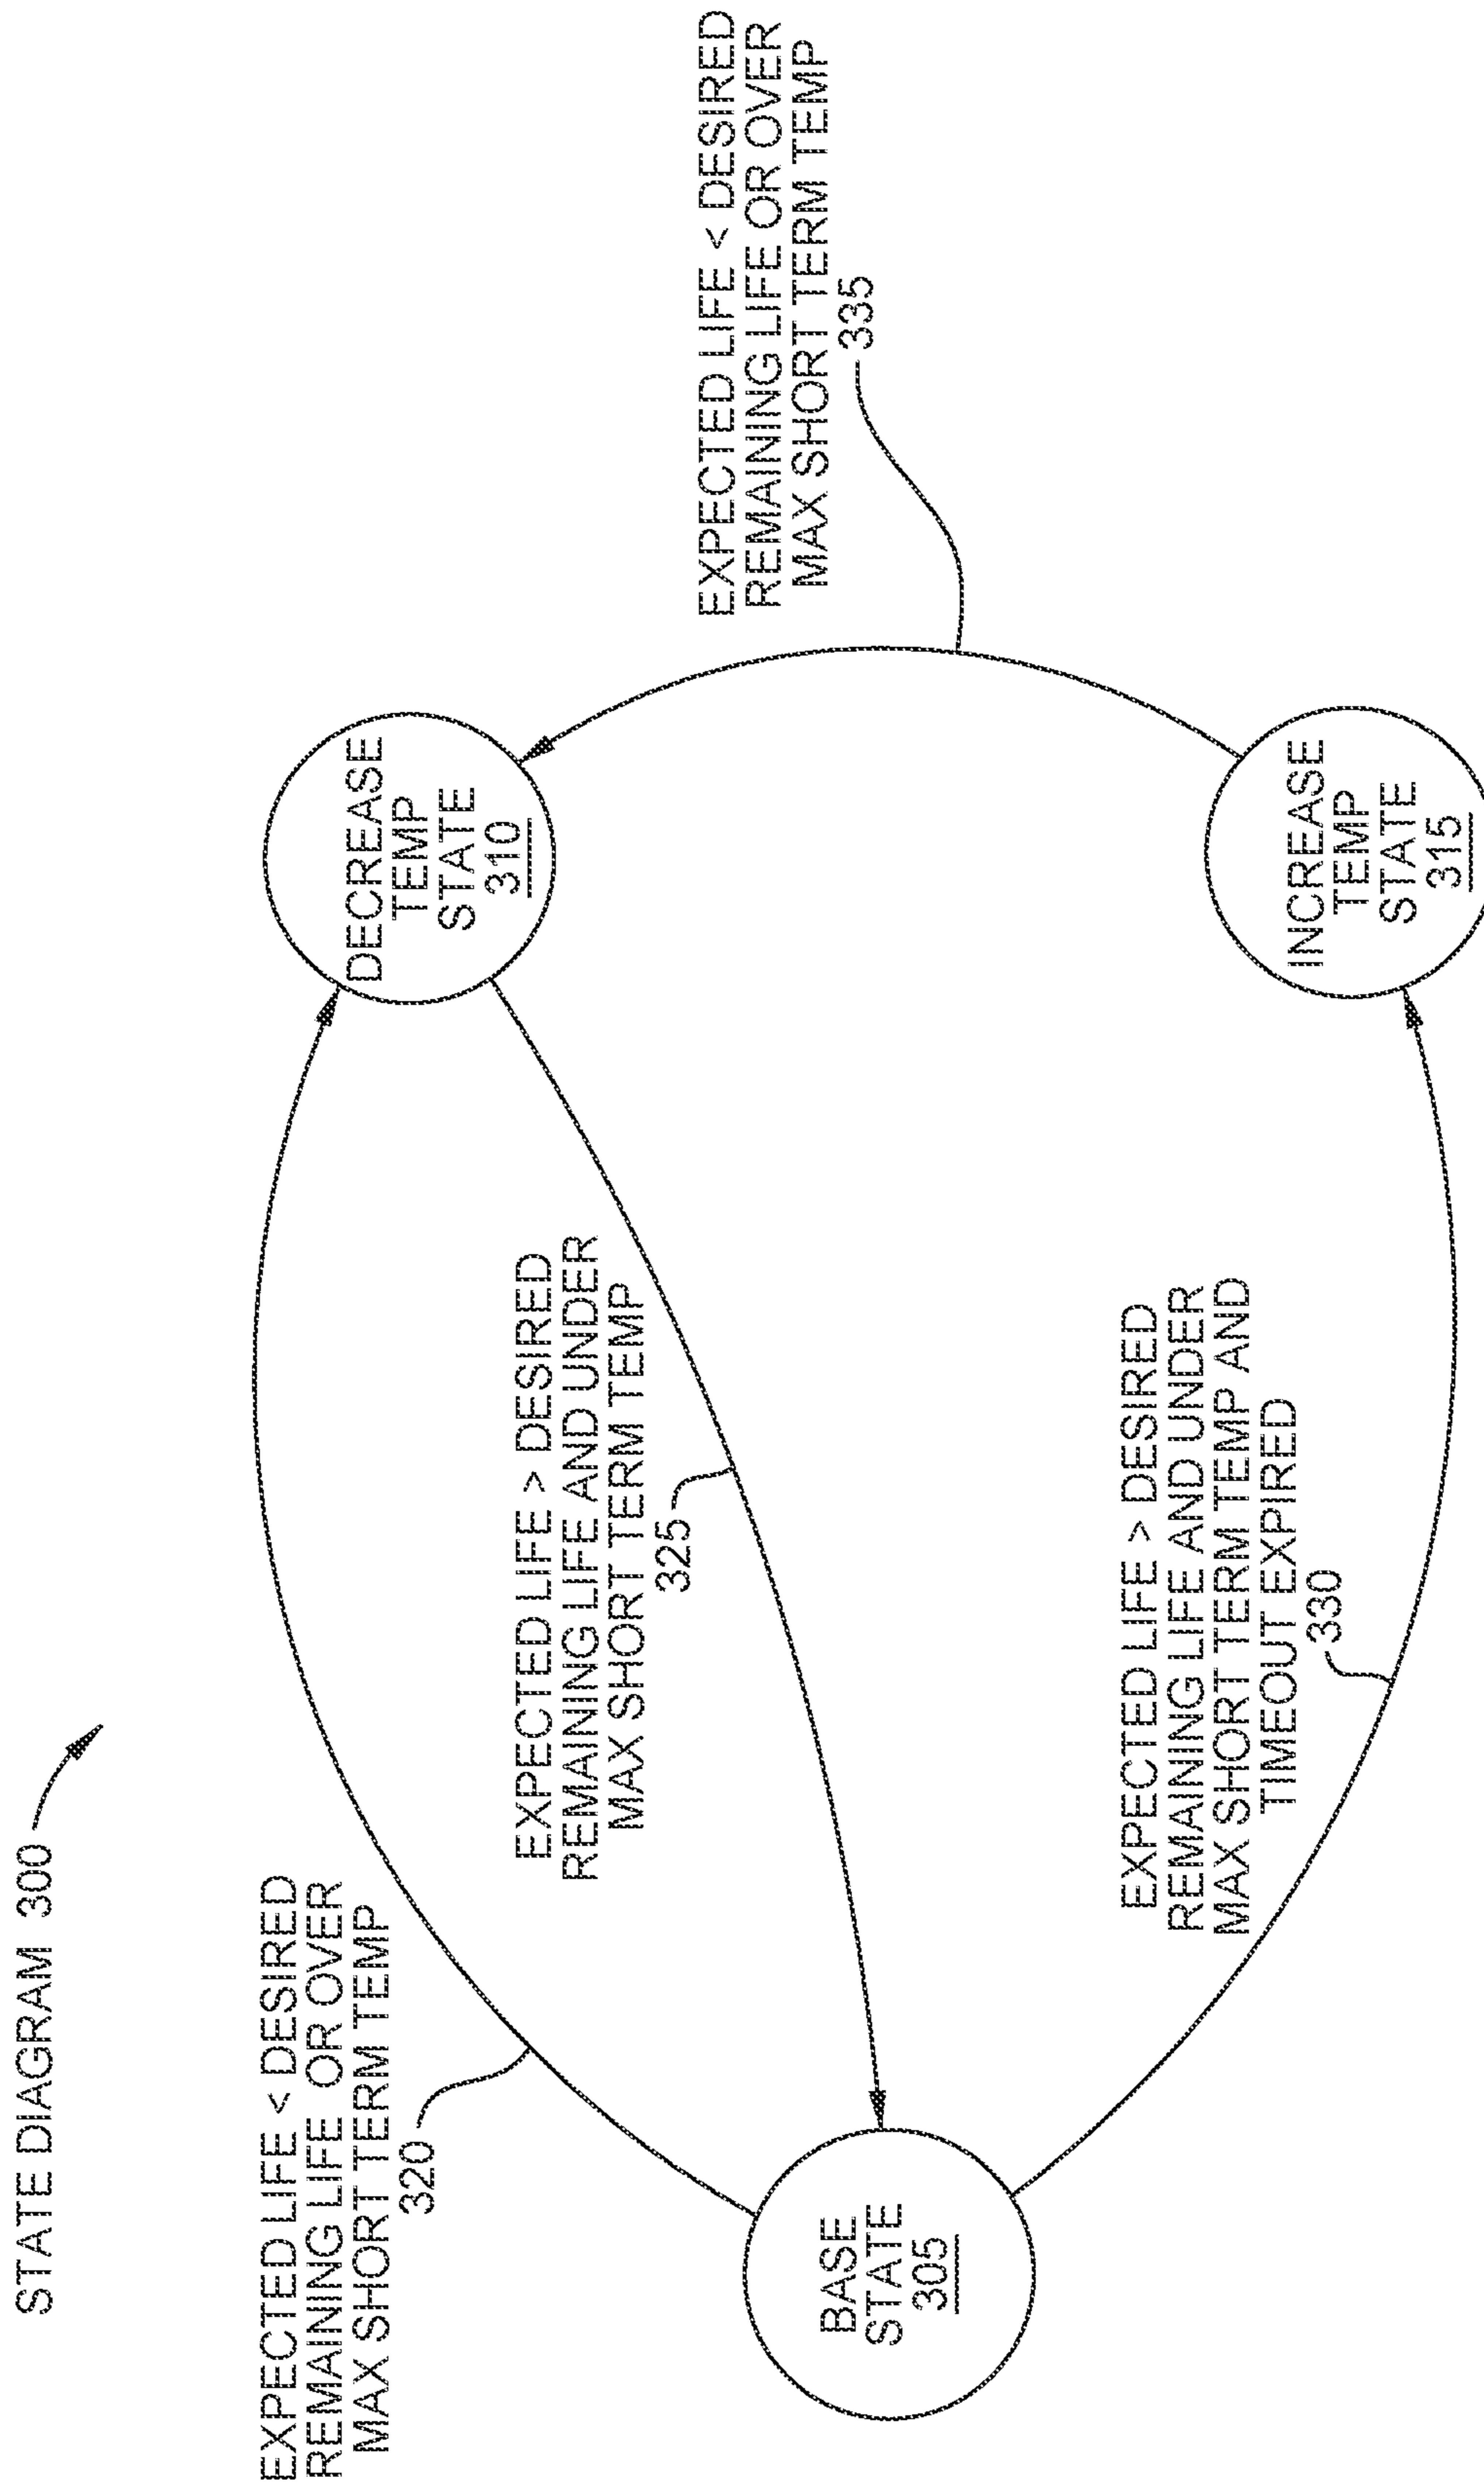 STATE DIAGRAM 300
EXPECTED LIFE < DESIRED
REMAINING LIFE OR OVER
MAX SHORT TERM TEMP
320
DECREASE
TEMP
STATE
310
EXPECTED LIFE > DESIRED
REMAINING LIFE AND UNDER
MAX SHORT TERM TEMP
325
EXPECTED LIFE < DESIRED
REMAINING LIFE OR OVER
MAX SHORT TERM TEMP
335
BASE
STATE
305
EXPECTED LIFE > DESIRED
REMAINING LIFE AND UNDER
MAX SHORT TERM TEMP AND
TIMEOUT EXPIRED
330
INCREASE
TEMP
STATE
315